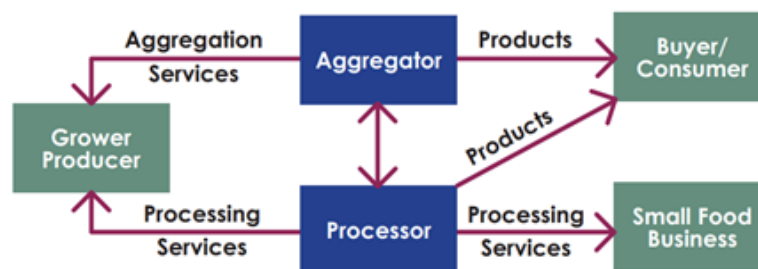 Aggregation
Services
Aggregator
Products
Buyer/
Consumer
Grower
Producer
Products
Processing
Services
Processor
Processing
Services
Small Food
Business